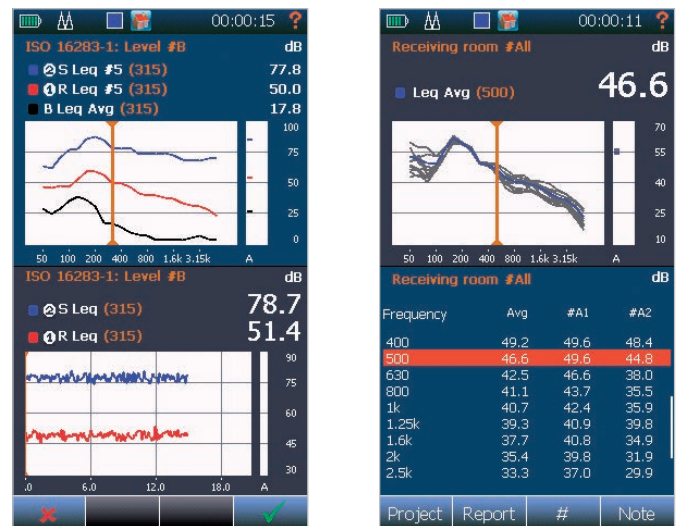 00:00:15 ?
ISO 16283-1: Level #B dB
2 S Leq #5 (315) 77.8
1 R Leq #5 (315) 50.0
B Leq Avg (315) 17.8
100
75
50
25
0
50 100 200 400 800 1.6k 3.15k A
ISO 16283-1: Level #B dB
2 S Leq (315) 78.7
1 R Leq (315) 51.4
90
75
60
45
30
.0 6.0 12.0 18.0 A
00:00:11 ?
Receiving room #All dB
Leq Avg (500) 46.6
70
55
40
25
10
50 100 200 400 800 1.6k 3.15k A
Receiving room #All dB
Frequency Avg #A1 #A2
400 49.2 49.6 48.4
500 46.6 49.6 44.8
630 42.5 46.6 38.0
800 41.1 43.7 35.5
1k 40.7 42.4 35.9
1.25k 39.3 40.9 39.8
1.6k 37.7 40.8 34.9
2k 35.4 39.8 31.9
2.5k 33.3 37.0 29.9
Project Report # Note